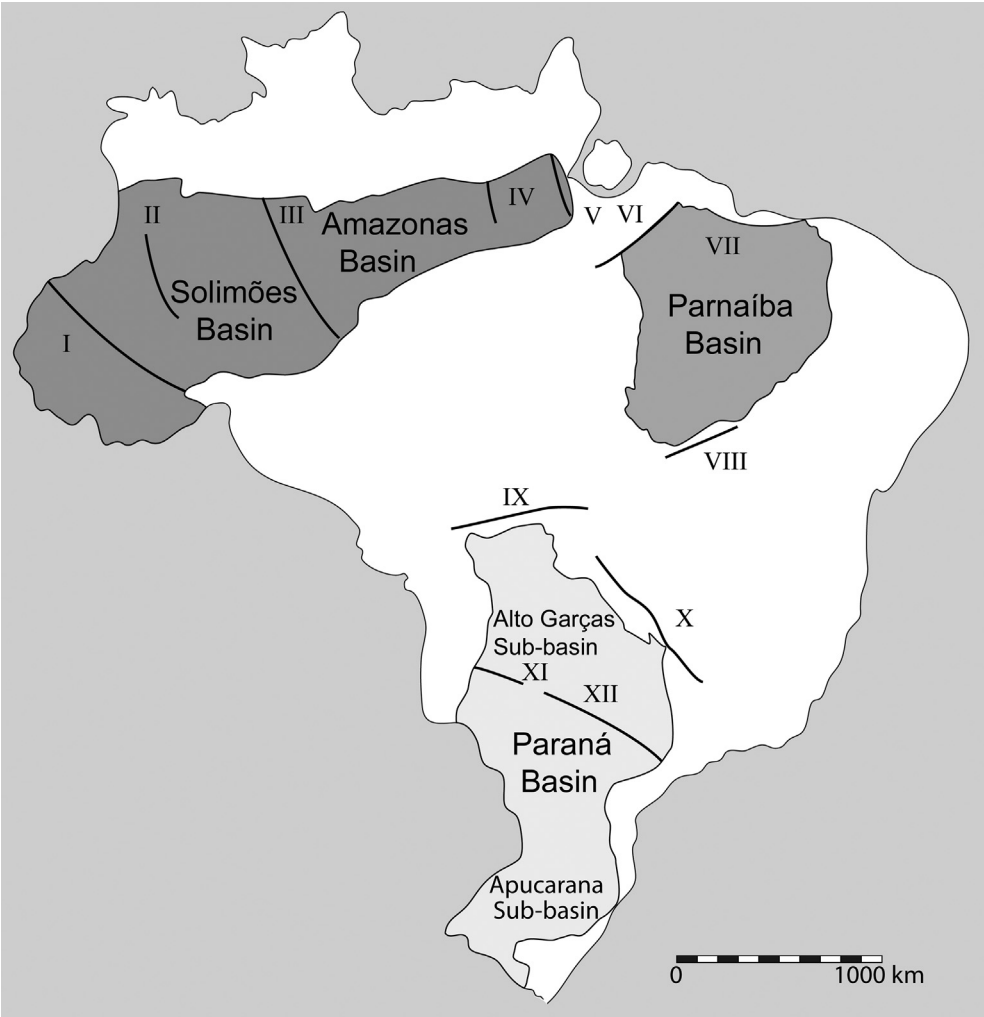 II
III
Amazonas
Basin
IV
V
VI
VII
Solimões
Basin
I
Parnaíba
Basin
VIII
IX
Alto Garças
Sub-basin
X
XI
XII
Paraná
Basin
Apucarana
Sub-basin
0
1000 km